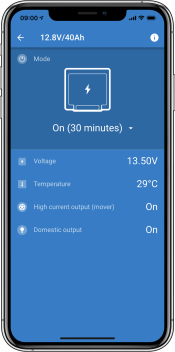 09:00
12.8V/40Ah
Mode
On (30 minutes)
Voltage 13.50V
Temperature 29°C
High current output (mover) On
Domestic output On